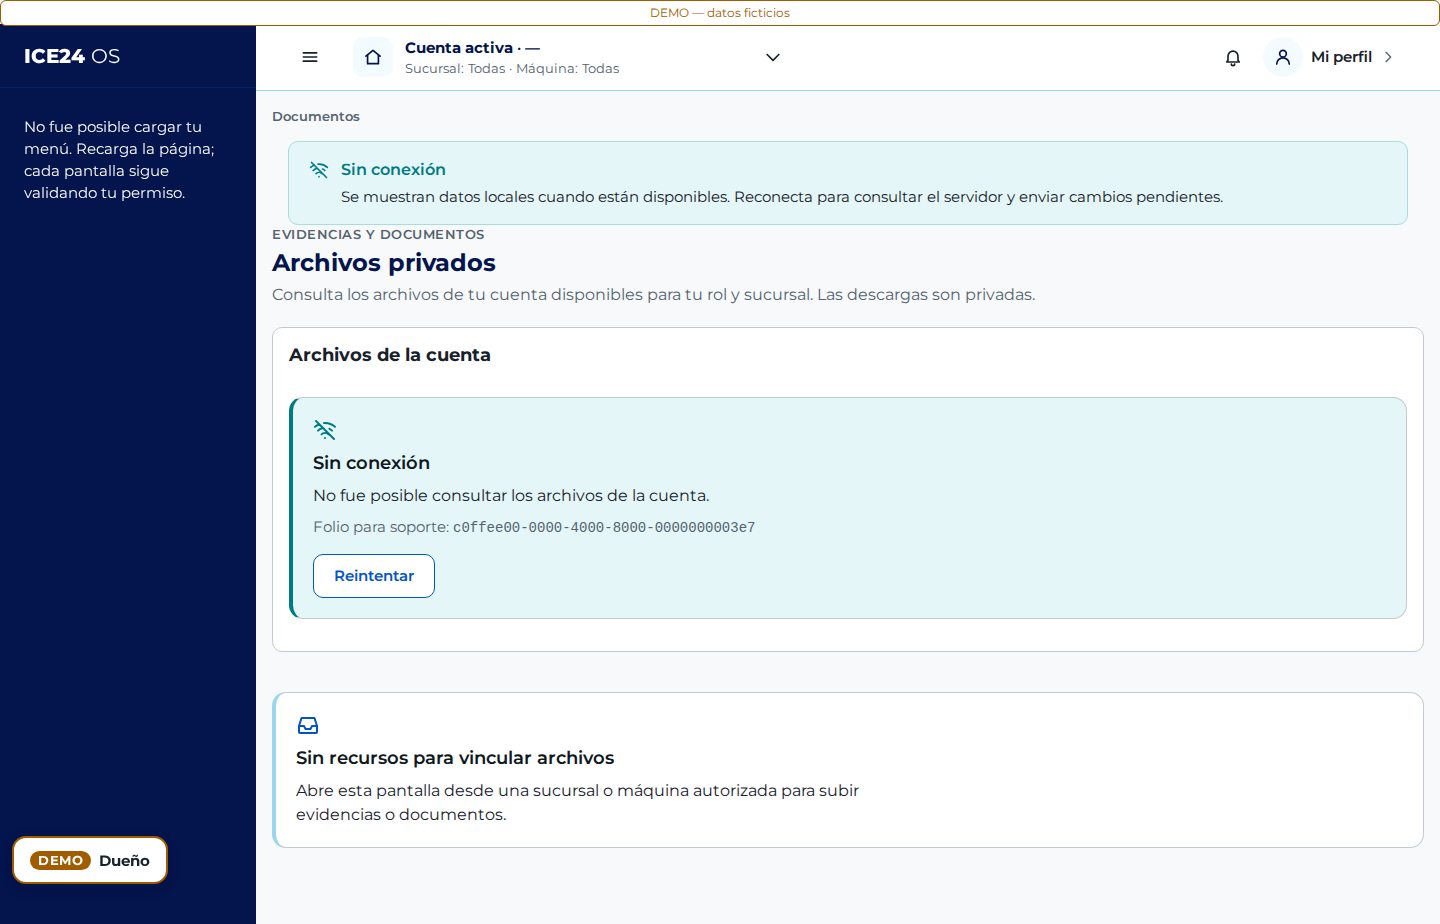 DEMO — datos ficticios
ICE24 OS
No fue posible cargar tu
menú. Recarga la página;
cada pantalla sigue
validando tu permiso.
Cuenta activa · —
Sucursal: Todas · Máquina: Todas
Mi perfil
Documentos
Sin conexión
Se muestran datos locales cuando están disponibles. Reconecta para consultar el servidor y enviar cambios pendientes.
EVIDENCIAS Y DOCUMENTOS
Archivos privados
Consulta los archivos de tu cuenta disponibles para tu rol y sucursal. Las descargas son privadas.
Archivos de la cuenta
Sin conexión
No fue posible consultar los archivos de la cuenta.
Folio para soporte: c0ffee00-0000-4000-8000-0000000003e7
Reintentar
Sin recursos para vincular archivos
Abre esta pantalla desde una sucursal o máquina autorizada para subir
evidencias o documentos.
DEMO Dueño